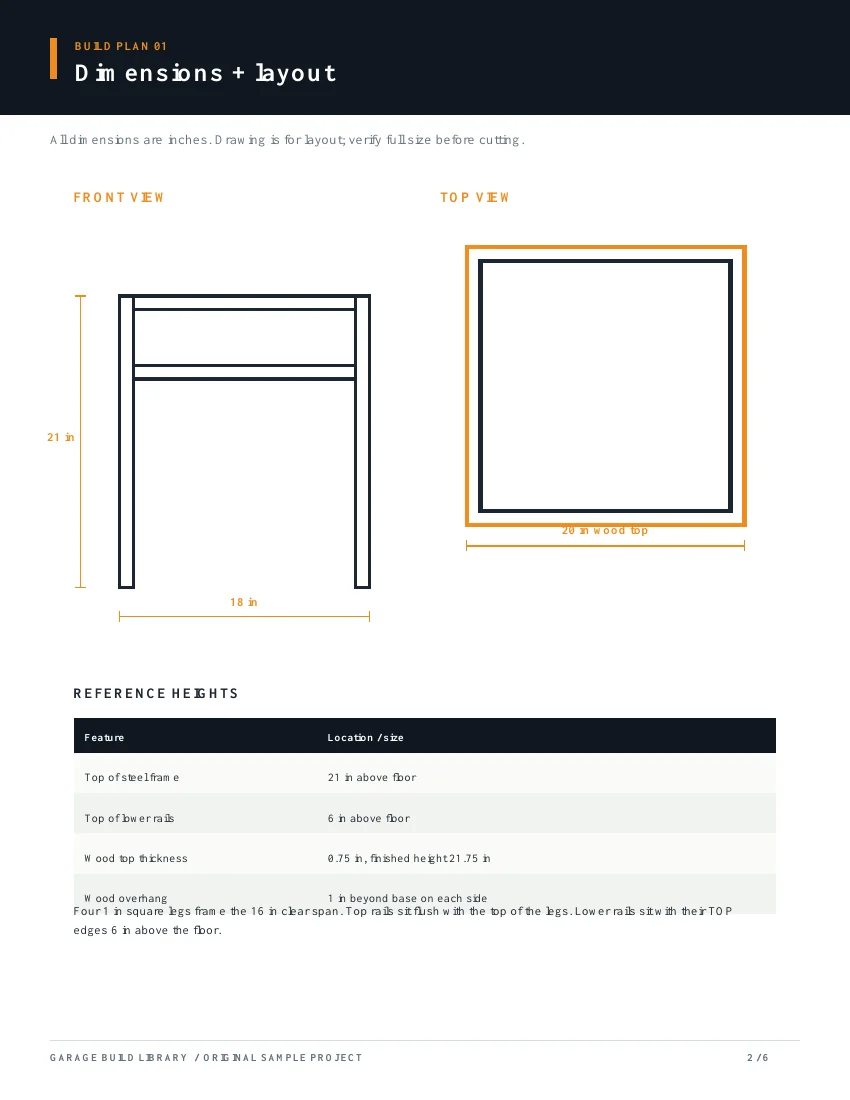 BUILD PLAN 01
Dimensions + layout
All dimensions are inches. Drawing is for layout; verify full size before cutting.
FRONT VIEW
TOP VIEW
21 in
20 in wood top
18 in
REFERENCE HEIGHTS
Feature Location / size
Top of steel frame 21 in above floor
Top of lower rails 6 in above floor
Wood top thickness 0.75 in, finished height 21.75 in
Wood overhang 1 in beyond base on each side
Four 1 in square legs frame the 16 in clear span. Top rails sit flush with the top of the legs. Lower rails sit with their TOP
edges 6 in above the floor.
GARAGE BUILD LIBRARY / ORIGINAL SAMPLE PROJECT 2 / 6